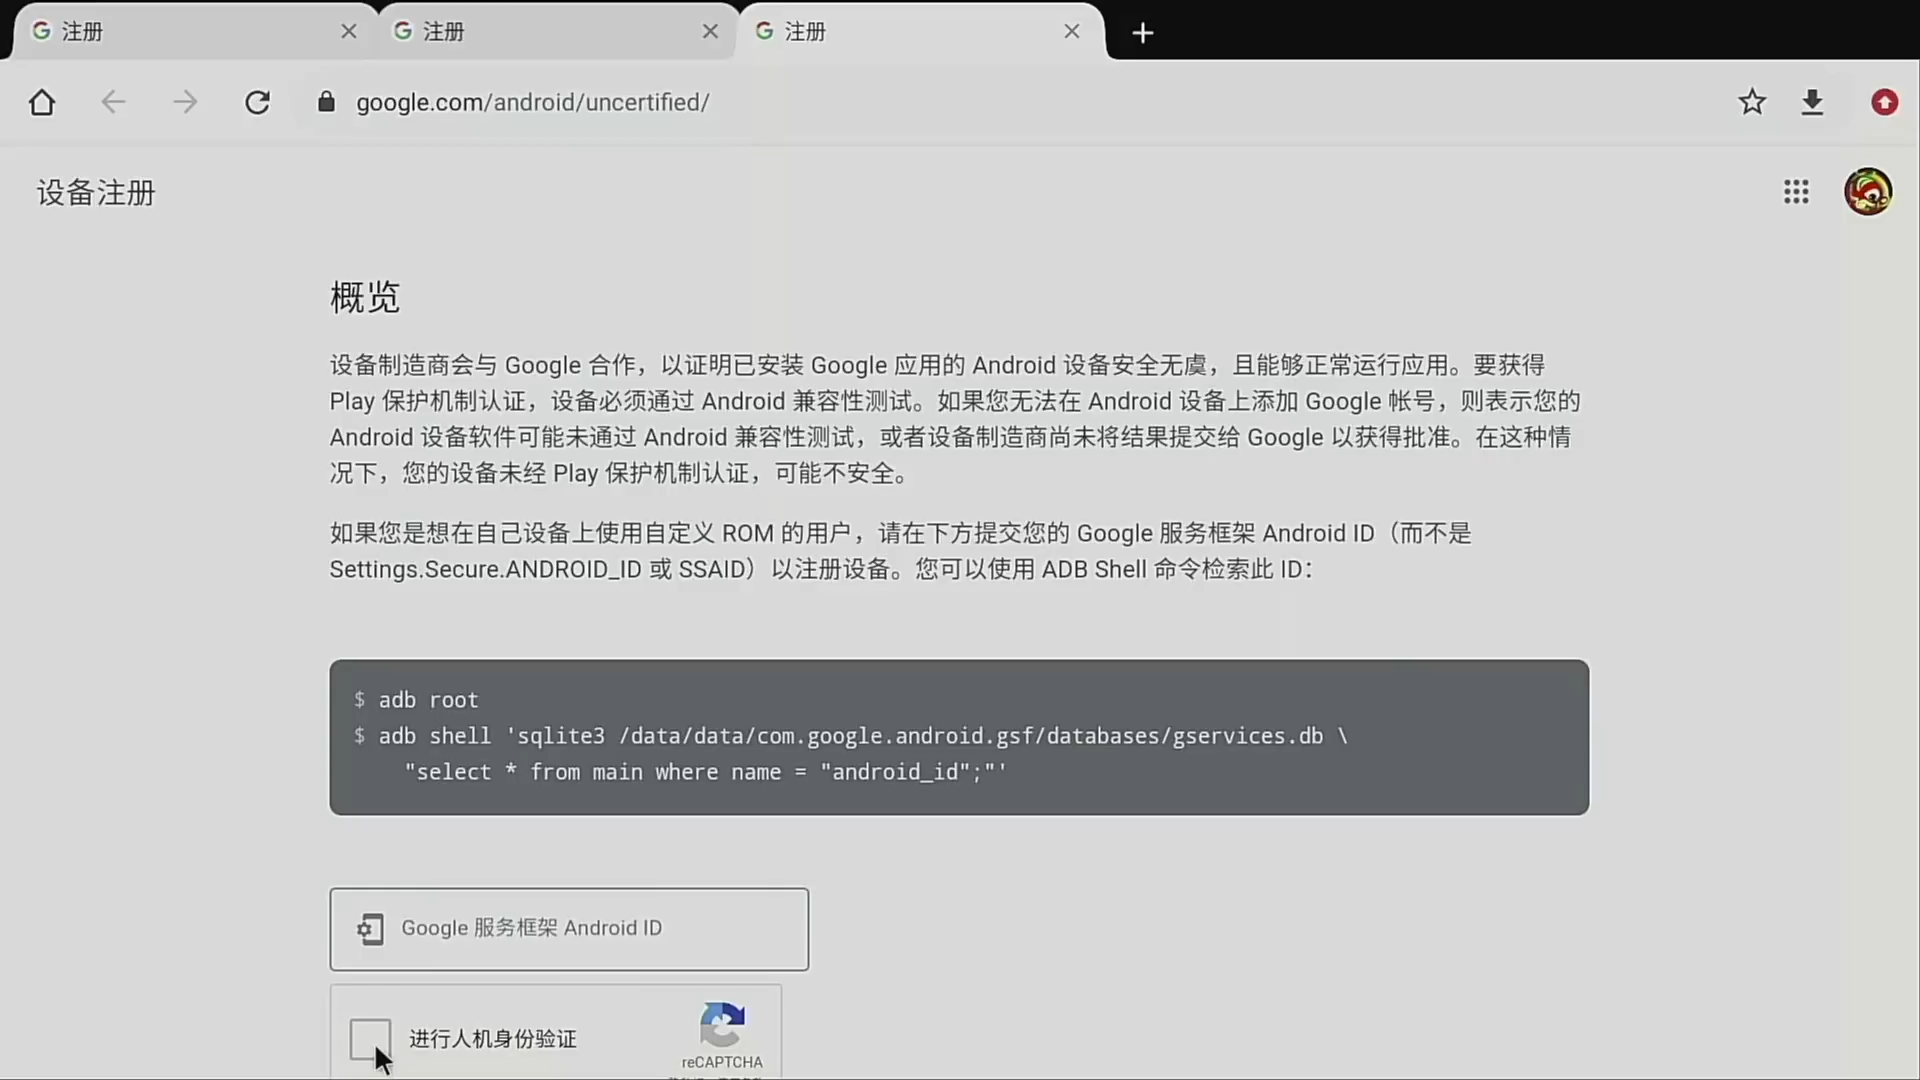 注册
注册
注册
google.com/android/uncertified/
设备注册
概览
设备制造商会与 Google 合作，以证明已安装 Google 应用的 Android 设备安全无虞，且能够正常运行应用。要获得
Play 保护机制认证，设备必须通过 Android 兼容性测试。如果您无法在 Android 设备上添加 Google 帐号，则表示您的
Android 设备软件可能未通过 Android 兼容性测试，或者设备制造商尚未将结果提交给 Google 以获得批准。在这种情
况下，您的设备未经 Play 保护机制认证，可能不安全。
如果您是想在自己设备上使用自定义 ROM 的用户，请在下方提交您的 Google 服务框架 Android ID（而不是
Settings.Secure.ANDROID_ID 或 SSAID）以注册设备。您可以使用 ADB Shell 命令检索此 ID：
$ adb root
$ adb shell 'sqlite3 /data/data/com.google.android.gsf/databases/gservices.db \
"select * from main where name = "android_id";"'
Google 服务框架 Android ID
进行人机身份验证
reCAPTCHA